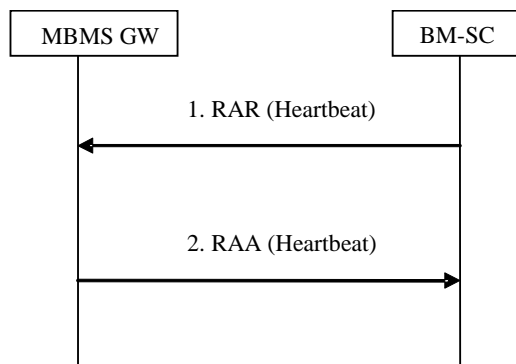 MBMS GW
BM-SC
1. RAR (Heartbeat)
2. RAA (Heartbeat)